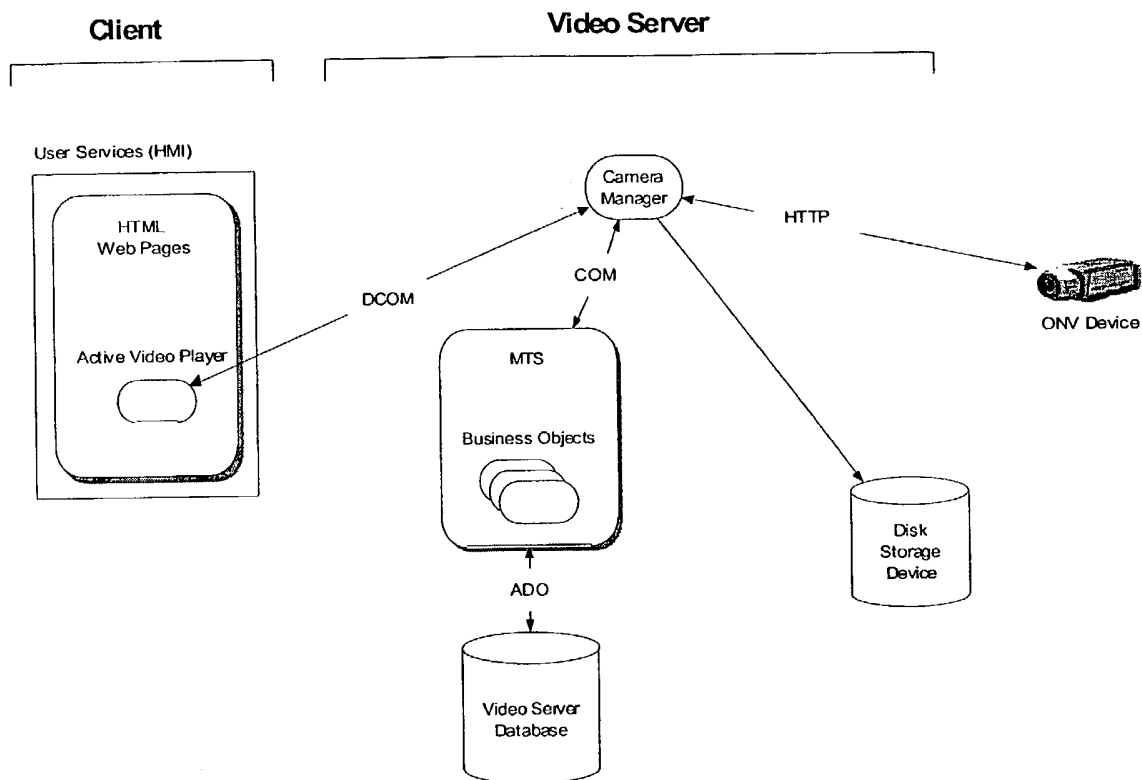 Client
Video Server
User Services (HMI)
HTML
Web Pages
Active Video Player
DCOM
Camera
Manager
COM
HTTP
ONV Device
MTS
Business Objects
ADO
Video Server
Database
Disk
Storage
Device